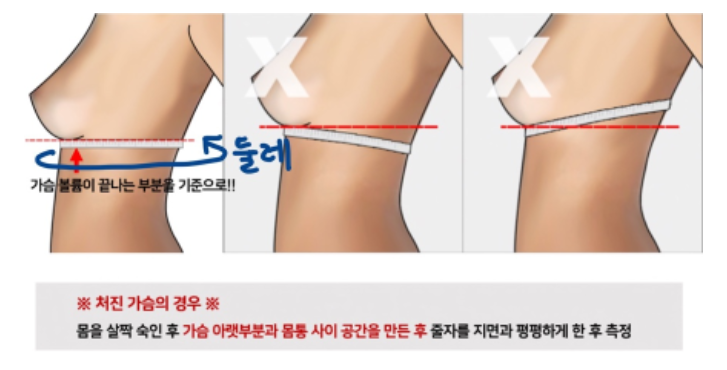 X
X
둘레
가슴 볼륨이 끝나는 부분을 기준으로!!
※ 처진 가슴의 경우 ※
몸을 살짝 숙인 후 가슴 아랫부분과 몸통 사이 공간을 만든 후 줄자를 지면과 평평하게 한 후 측정